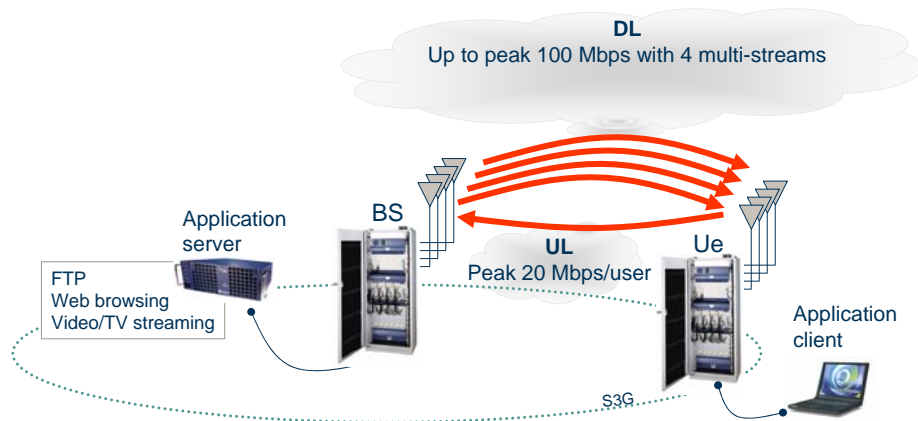 DL
Up to peak 100 Mbps with 4 multi-streams
Application
server
BS
UL
Peak 20 Mbps/user
Ue
FTP
Web browsing
Video/TV streaming
Application
client
S3G